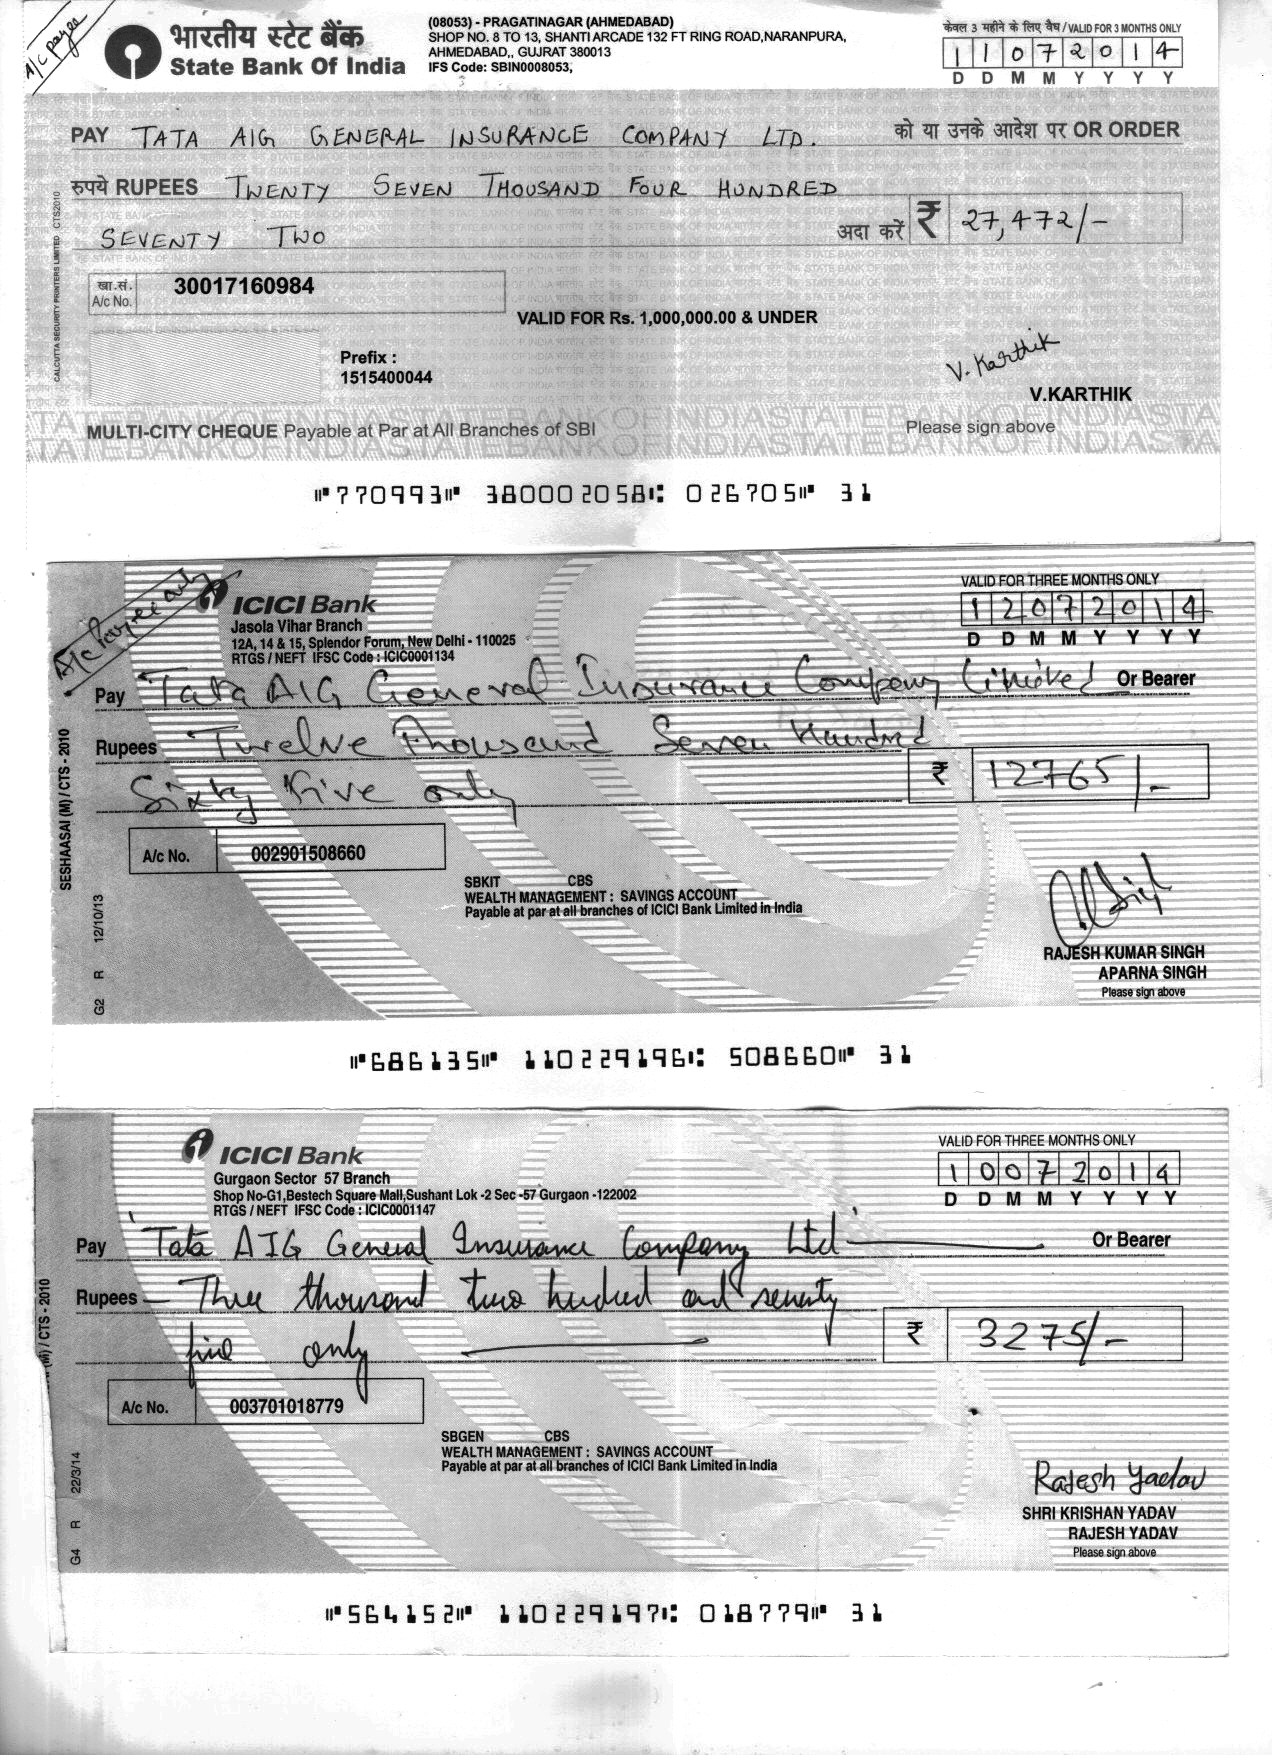 A/c payee
भारतीय स्टेट बैंक
State Bank Of India
(08053) - PRAGATINAGAR (AHMEDABAD)
SHOP NO. 8 TO 13, SHANTI ARCADE 132 FT RING ROAD,NARANPURA,
AHMEDABAD,, GUJRAT 380013
IFS Code: SBIN0008053,
केवल 3 महीने के लिए वैध / VALID FOR 3 MONTHS ONLY
1 1 0 7 2 0 1 4
D D M M Y Y Y Y
PAY TATA AIG GENERAL INSURANCE COMPANY LTD. को या उनके आदेश पर OR ORDER
रुपये RUPEES TWENTY SEVEN THOUSAND FOUR HUNDRED
SEVENTY TWO अदा करें ₹ 27,472/-
खा.सं. A/c No. 30017160984
VALID FOR Rs. 1,000,000.00 & UNDER
Prefix :
1515400044
V. Karthik
V.KARTHIK
MULTI-CITY CHEQUE Payable at Par at All Branches of SBI
Please sign above
CALCUTTA SECURITY PRINTERS LIMITED CTS2010
⑈770993⑈ 380002058⑆ 026705⑈ 31
A/c Payee only
ICICI Bank
Jasola Vihar Branch
12A, 14 & 15, Splendor Forum, New Delhi - 110025
RTGS / NEFT IFSC Code : ICIC0001134
VALID FOR THREE MONTHS ONLY
1 2 0 7 2 0 1 4
D D M M Y Y Y Y
Pay Tata AIG General Insurance Company Limited Or Bearer
Rupees Twelve Thousand Seven Hundred
Sixty Five only ₹ 12765/-
A/c No. 002901508660
SBKIT CBS
WEALTH MANAGEMENT : SAVINGS ACCOUNT
Payable at par at all branches of ICICI Bank Limited in India
RAJESH KUMAR SINGH
APARNA SINGH
Please sign above
SESHAASAI (M) / CTS - 2010
G2 R 12/10/13
⑈686135⑈ 110229196⑆ 508660⑈ 31
ICICI Bank
Gurgaon Sector 57 Branch
Shop No-G1,Bestech Square Mall,Sushant Lok -2 Sec -57 Gurgaon -122002
RTGS / NEFT IFSC Code : ICIC0001147
VALID FOR THREE MONTHS ONLY
1 0 0 7 2 0 1 4
D D M M Y Y Y Y
Pay Tata AIG General Insurance Company Ltd Or Bearer
Rupees Three thousand two hundred and seventy
five only ₹ 3275/-
A/c No. 003701018779
SBGEN CBS
WEALTH MANAGEMENT : SAVINGS ACCOUNT
Payable at par at all branches of ICICI Bank Limited in India
Rajesh Yadav
SHRI KRISHAN YADAV
RAJESH YADAV
Please sign above
(M) / CTS - 2010
G4 R 22/3/14
⑈564152⑈ 110229197⑆ 018779⑈ 31